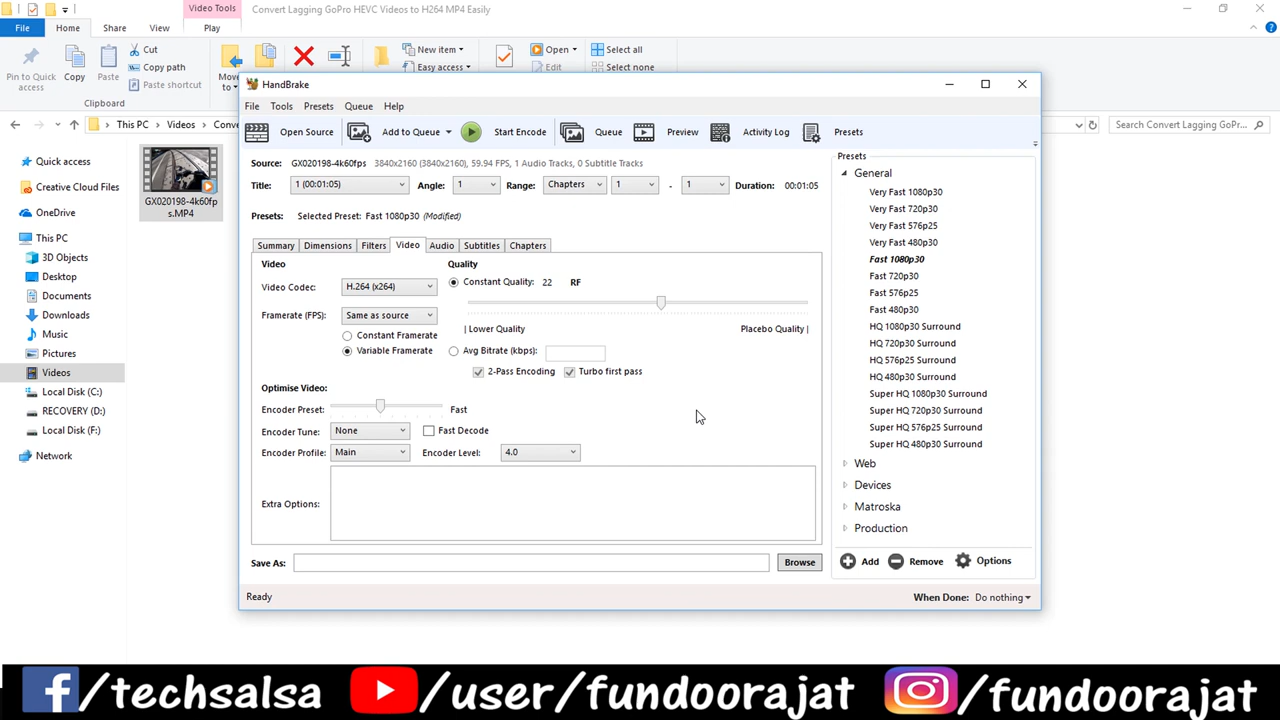 Video Tools
Convert Lagging GoPro HEVC Videos to H264 MP4 Easily
File
Home
Share
View
Play
Pin to Quick
access
Copy
Paste
Cut
Copy path
Paste shortcut
Clipboard
Move
to
New item
Easy access
Open
Edit
Select all
Select none
This PC
Videos
Conve
Search Convert Lagging GoPr...
Quick access
Creative Cloud Files
OneDrive
This PC
3D Objects
Desktop
Documents
Downloads
Music
Pictures
Videos
Local Disk (C:)
RECOVERY (D:)
Local Disk (F:)
Network
GX020198-4k60fp
s.MP4
HandBrake
File Tools Presets Queue Help
Open Source Add to Queue Start Encode Queue Preview Activity Log Presets
Source: GX020198-4k60fps 3840x2160 (3840x2160), 59.94 FPS, 1 Audio Tracks, 0 Subtitle Tracks
Title: 1 (00:01:05) Angle: 1 Range: Chapters 1 - 1 Duration: 00:01:05
Presets: Selected Preset: Fast 1080p30 (Modified)
Summary Dimensions Filters Video Audio Subtitles Chapters
Video
Video Codec: H.264 (x264)
Framerate (FPS): Same as source
Constant Framerate
Variable Framerate
Quality
Constant Quality: 22 RF
| Lower Quality Placebo Quality |
Avg Bitrate (kbps):
2-Pass Encoding Turbo first pass
Optimise Video:
Encoder Preset: Fast
Encoder Tune: None Fast Decode
Encoder Profile: Main Encoder Level: 4.0
Extra Options:
Save As: Browse
Ready
When Done: Do nothing
Presets
General
Very Fast 1080p30
Very Fast 720p30
Very Fast 576p25
Very Fast 480p30
Fast 1080p30
Fast 720p30
Fast 576p25
Fast 480p30
HQ 1080p30 Surround
HQ 720p30 Surround
HQ 576p25 Surround
HQ 480p30 Surround
Super HQ 1080p30 Surround
Super HQ 720p30 Surround
Super HQ 576p25 Surround
Super HQ 480p30 Surround
Web
Devices
Matroska
Production
Add Remove Options
/techsalsa /user/fundoorajat /fundoorajat